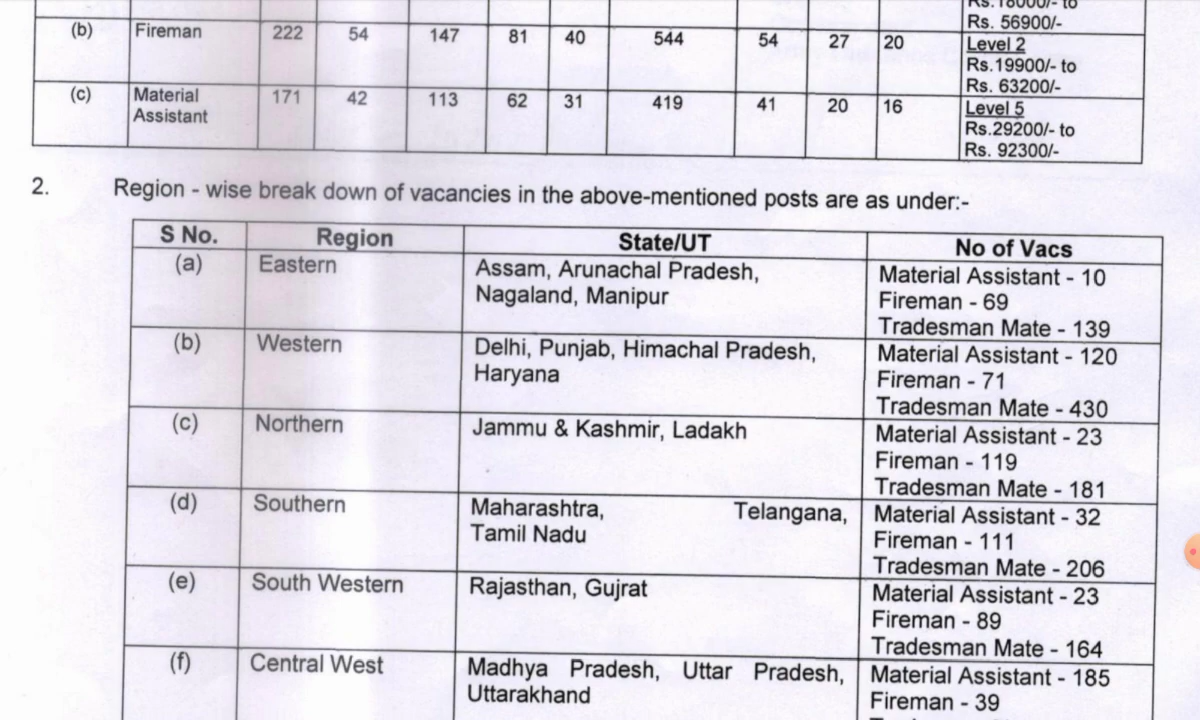 Rs.18000/- to
Rs. 56900/-
(b) Fireman 222 54 147 81 40 544 54 27 20 Level 2
Rs.19900/- to
Rs. 63200/-
(c) Material 171 42 113 62 31 419 41 20 16 Level 5
Assistant Rs.29200/- to
Rs. 92300/-
2. Region - wise break down of vacancies in the above-mentioned posts are as under:-
S No. Region State/UT No of Vacs
(a) Eastern Assam, Arunachal Pradesh, Material Assistant - 10
Nagaland, Manipur Fireman - 69
Tradesman Mate - 139
(b) Western Delhi, Punjab, Himachal Pradesh, Material Assistant - 120
Haryana Fireman - 71
Tradesman Mate - 430
(c) Northern Jammu & Kashmir, Ladakh Material Assistant - 23
Fireman - 119
Tradesman Mate - 181
(d) Southern Maharashtra, Telangana, Material Assistant - 32
Tamil Nadu Fireman - 111
Tradesman Mate - 206
(e) South Western Rajasthan, Gujrat Material Assistant - 23
Fireman - 89
Tradesman Mate - 164
(f) Central West Madhya Pradesh, Uttar Pradesh, Material Assistant - 185
Uttarakhand Fireman - 39